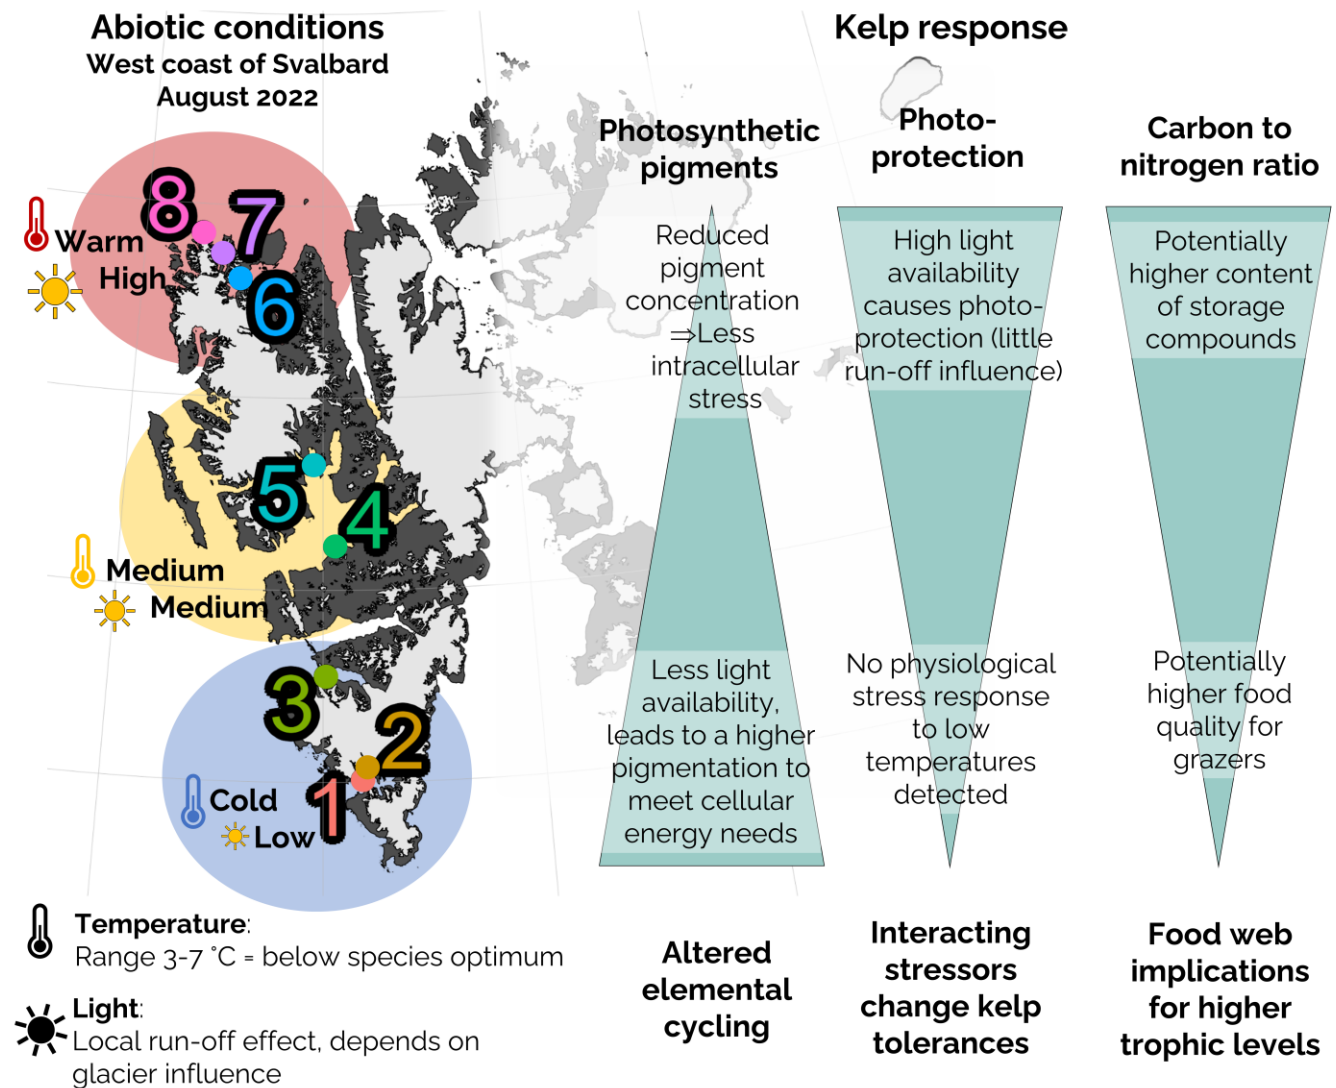 Abiotic conditions
West coast of Svalbard
August 2022
Kelp response
Photosynthetic
pigments
Photo-
protection
Carbon to
nitrogen ratio
8
7
6
Warm
High
5
4
Medium
Medium
3
2
1
Cold
Low
Reduced
pigment
concentration
⇒Less
intracellular
stress
High light
availability
causes photo-
protection (little
run-off influence)
Potentially
higher content
of storage
compounds
Less light
availability,
leads to a higher
pigmentation to
meet cellular
energy needs
No physiological
stress response
to low
temperatures
detected
Potentially
higher food
quality for
grazers
Temperature:
Range 3-7 °C = below species optimum
Light:
Local run-off effect, depends on
glacier influence
Altered
elemental
cycling
Interacting
stressors
change kelp
tolerances
Food web
implications
for higher
trophic levels